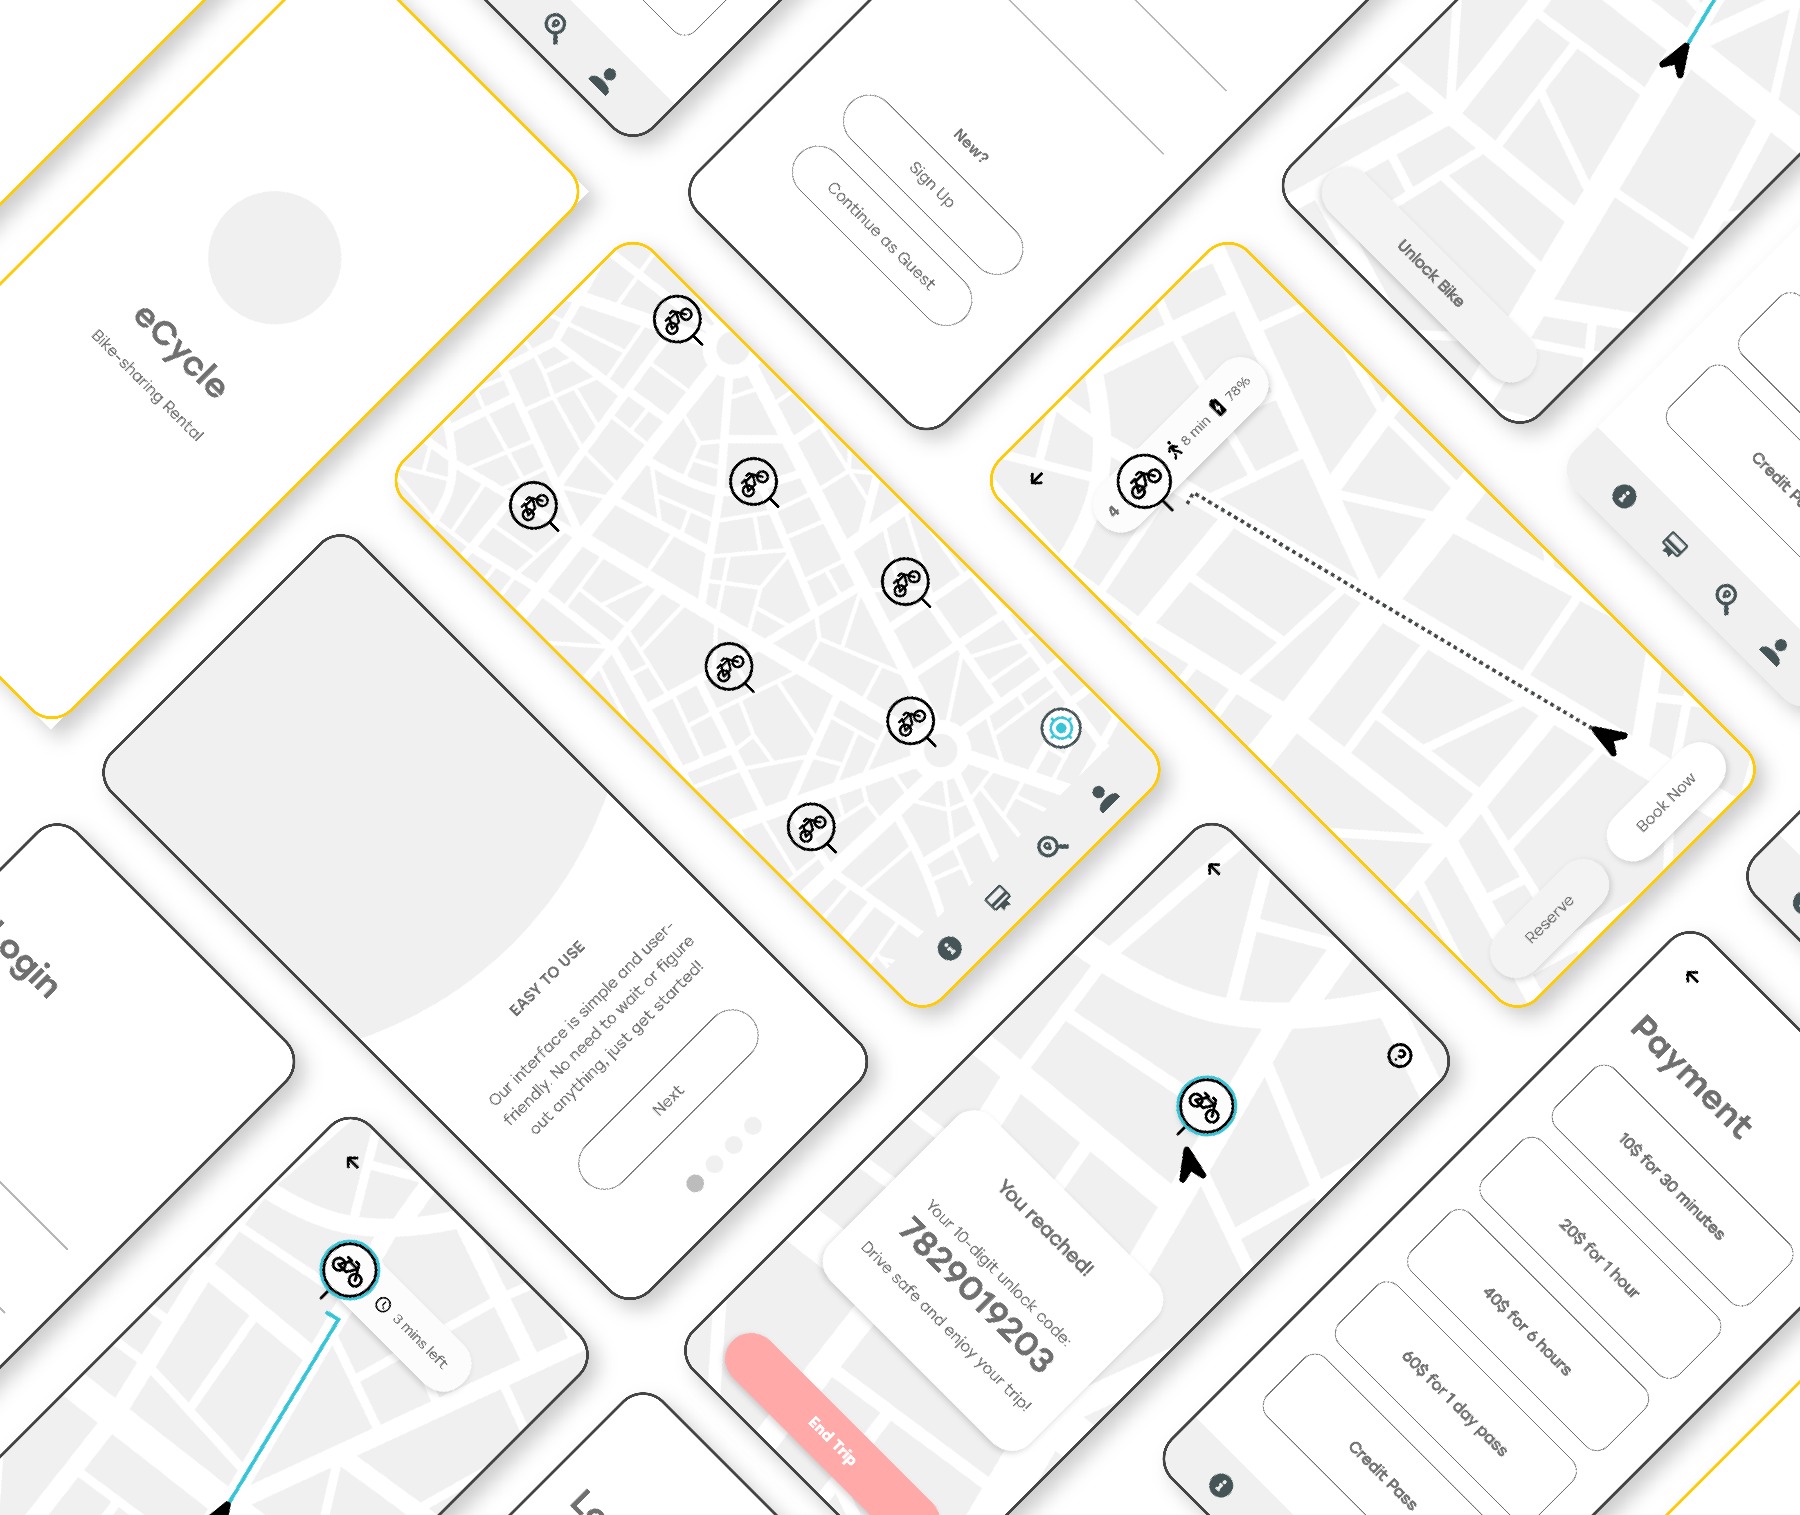 eCycle
Bike-sharing Rental
New?
Sign Up
Continue as Guest
Unlock Bike
8 min
78%
4
Book Now
Reserve
EASY TO USE
Our interface is simple and user-
friendly. No need to wait or figure
out anything, just get started!
Next
Login
3 mins left
You reached!
Your 10-digit unlock code:
7829019203
Drive safe and enjoy your trip!
End Trip
Payment
10$ for 30 minutes
20$ for 1 hour
40$ for 6 hours
60$ for 1 day pass
Credit Pass
Credit P
Lo